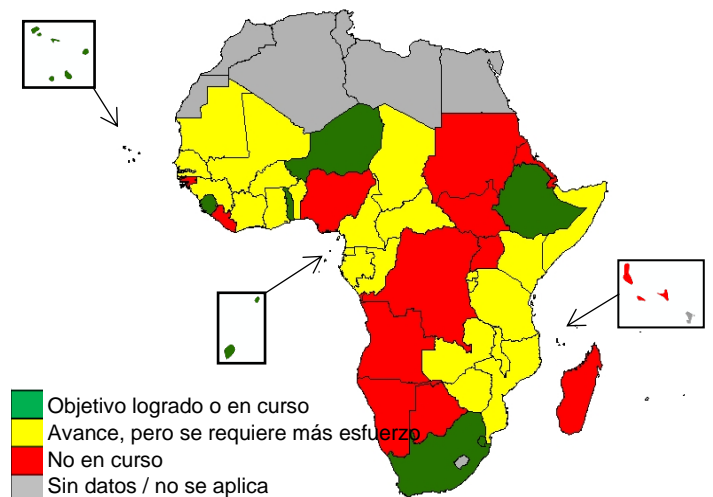 Objetivo logrado o en curso
Avance, pero se requiere más esfuerzo
No en curso
Sin datos / no se aplica